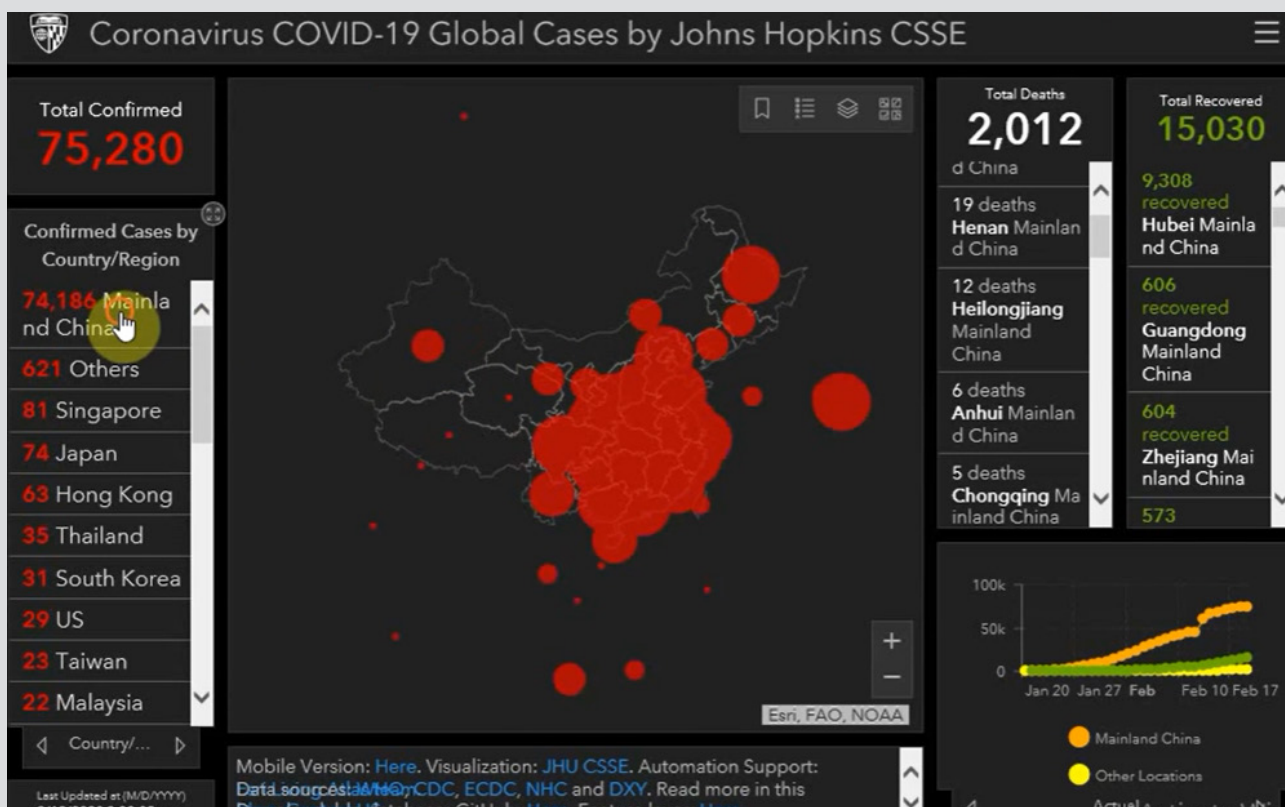 Coronavirus COVID-19 Global Cases by Johns Hopkins CSSE
Total Confirmed
75,280
Confirmed Cases by
Country/Region
74,186 Mainla
nd China
621 Others
81 Singapore
74 Japan
63 Hong Kong
35 Thailand
31 South Korea
29 US
23 Taiwan
22 Malaysia
Country/...
Last Updated at (M/D/YYYY)
Esri, FAO, NOAA
Mobile Version: Here. Visualization: JHU CSSE. Automation Support:
Data sources: WHO, CDC, ECDC, NHC and DXY. Read more in this
Total Deaths
2,012
d China
19 deaths
Henan Mainlan
d China
12 deaths
Heilongjiang
Mainland
China
6 deaths
Anhui Mainlan
d China
5 deaths
Chongqing Ma
inland China
Total Recovered
15,030
9,308
recovered
Hubei Mainla
nd China
606
recovered
Guangdong
Mainland
China
604
recovered
Zhejiang Mai
nland China
573
100k
50k
0
Jan 20 Jan 27 Feb Feb 10 Feb 17
Mainland China
Other Locations
Actual